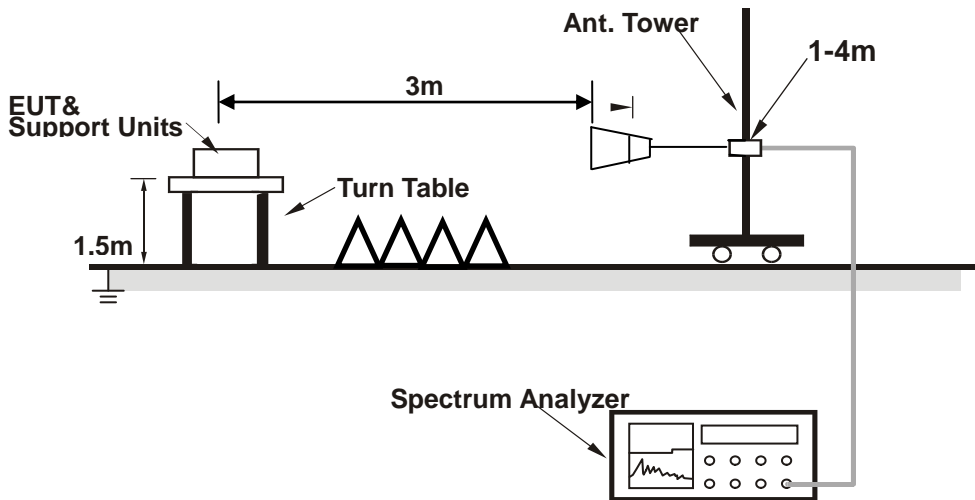 Ant. Tower
1-4m
3m
EUT&
Support Units
Turn Table
1.5m
Spectrum Analyzer